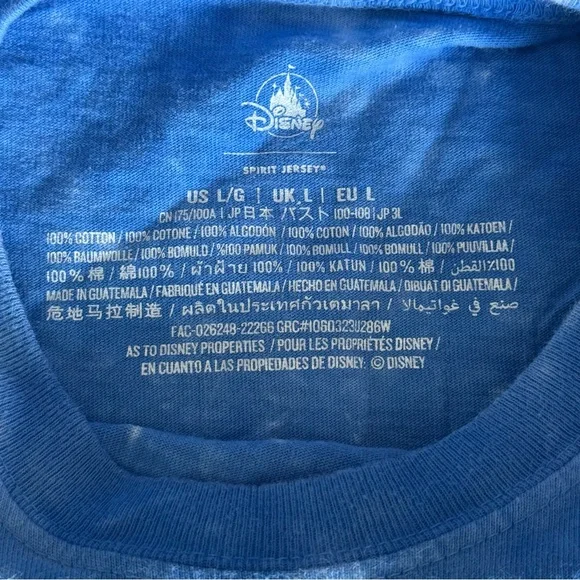 Disney
SPIRIT JERSEY®
US L/G | UK L | EU L
CN 175/100A | JP 日本 バスト 100-108 | JP 3L
100% COTTON / 100% COTONE / 100% ALGODÓN / 100% COTON / 100% ALGODÃO / 100% KATOEN /
100% BAUMWOLLE / 100% BOMULD / %100 PAMUK / 100% BOMULL / 100% BOMULL / 100% PUUVILLAA /
100% 棉 / 綿100% / ผ้าฝ้าย 100% / 100% KATUN / 100% 棉 / 100٪ القطن /
MADE IN GUATEMALA / FABRIQUÉ EN GUATEMALA / HECHO EN GUATEMALA / DIBUAT DI GUATEMALA /
危地马拉制造 / ผลิตในประเทศกัวเตมาลา / صنع في غواتيمالا
FAC-026248-22266 GRC#1060323U286W
AS TO DISNEY PROPERTIES / POUR LES PROPRIÉTÉS DISNEY /
EN CUANTO A LAS PROPIEDADES DE DISNEY. © DISNEY